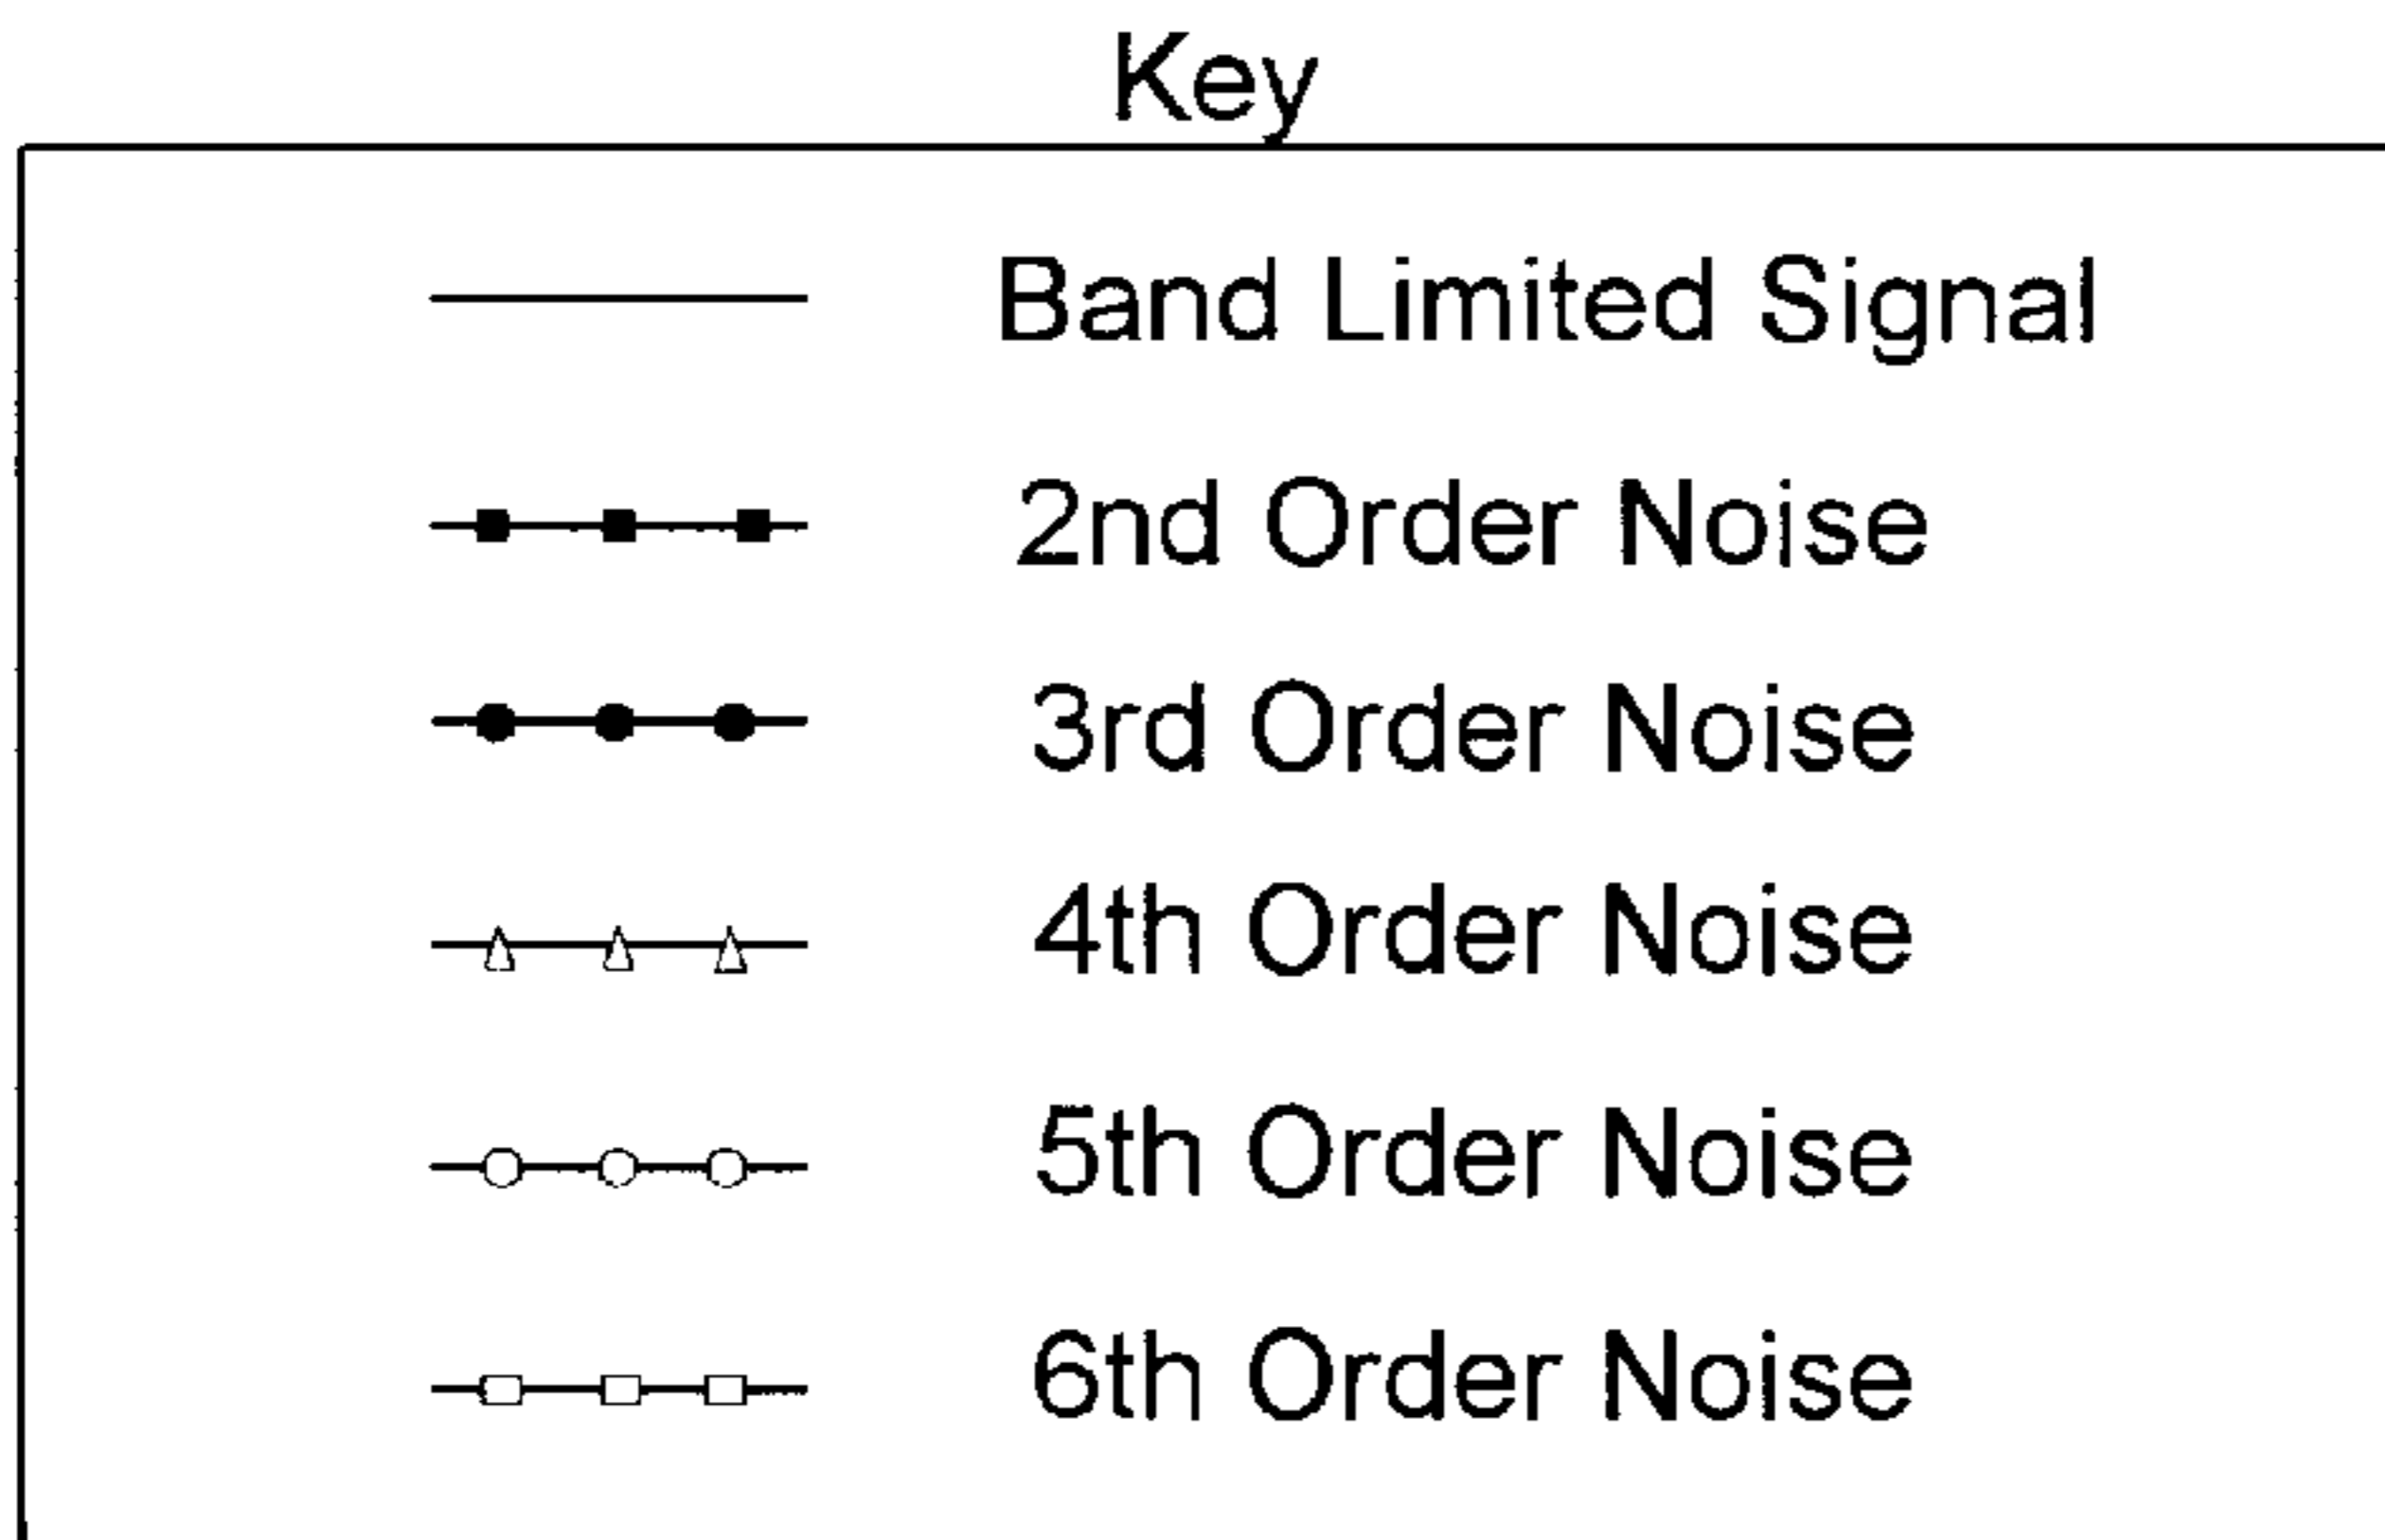 Key
Band Limited Signal
2nd Order Noise
3rd Order Noise
4th Order Noise
5th Order Noise
6th Order Noise